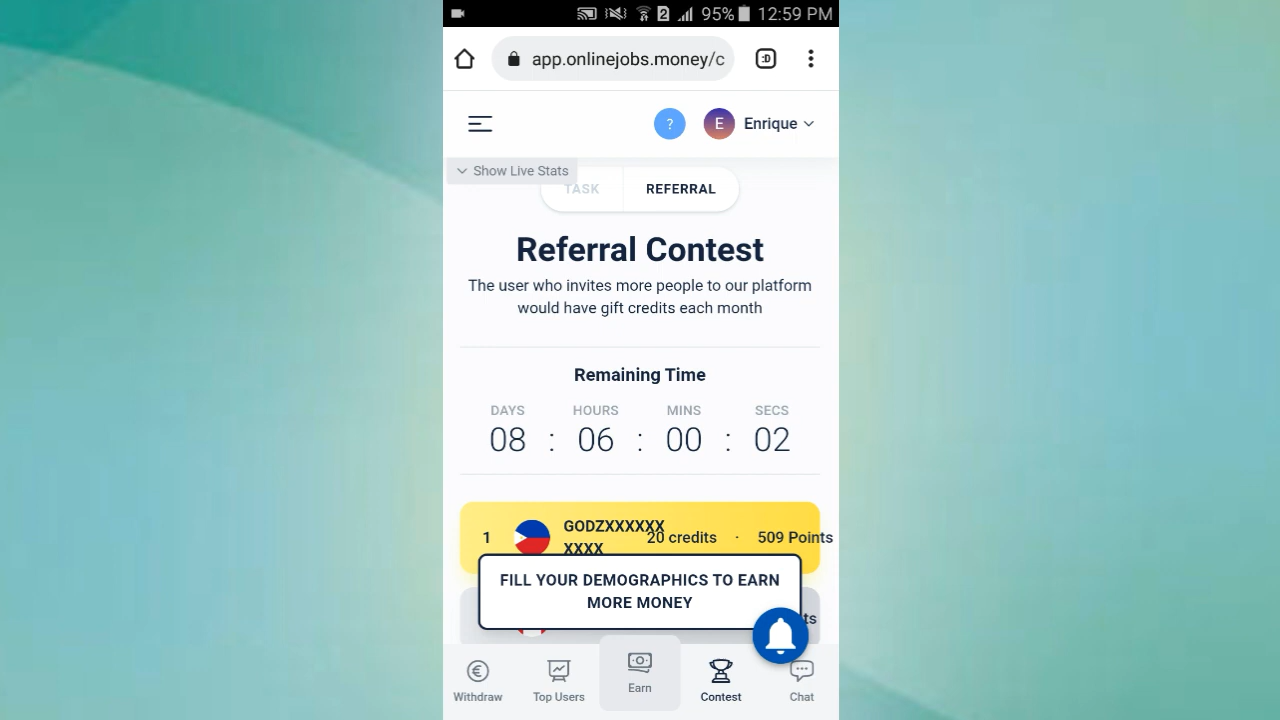 2 95% 12:59 PM
app.onlinejobs.money/c :D
? E Enrique
Show Live Stats
TASK REFERRAL
Referral Contest
The user who invites more people to our platform
would have gift credits each month
Remaining Time
DAYS HOURS MINS SECS
08 : 06 : 00 : 02
1 GODZXXXXXX
XXXX 20 credits · 509 Points
FILL YOUR DEMOGRAPHICS TO EARN
MORE MONEY
ts
Withdraw Top Users Earn Contest Chat